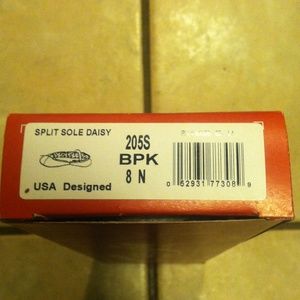 SPLIT SOLE DAISY
205S
BPK
8 N
USA Designed
0 62931 77308 9